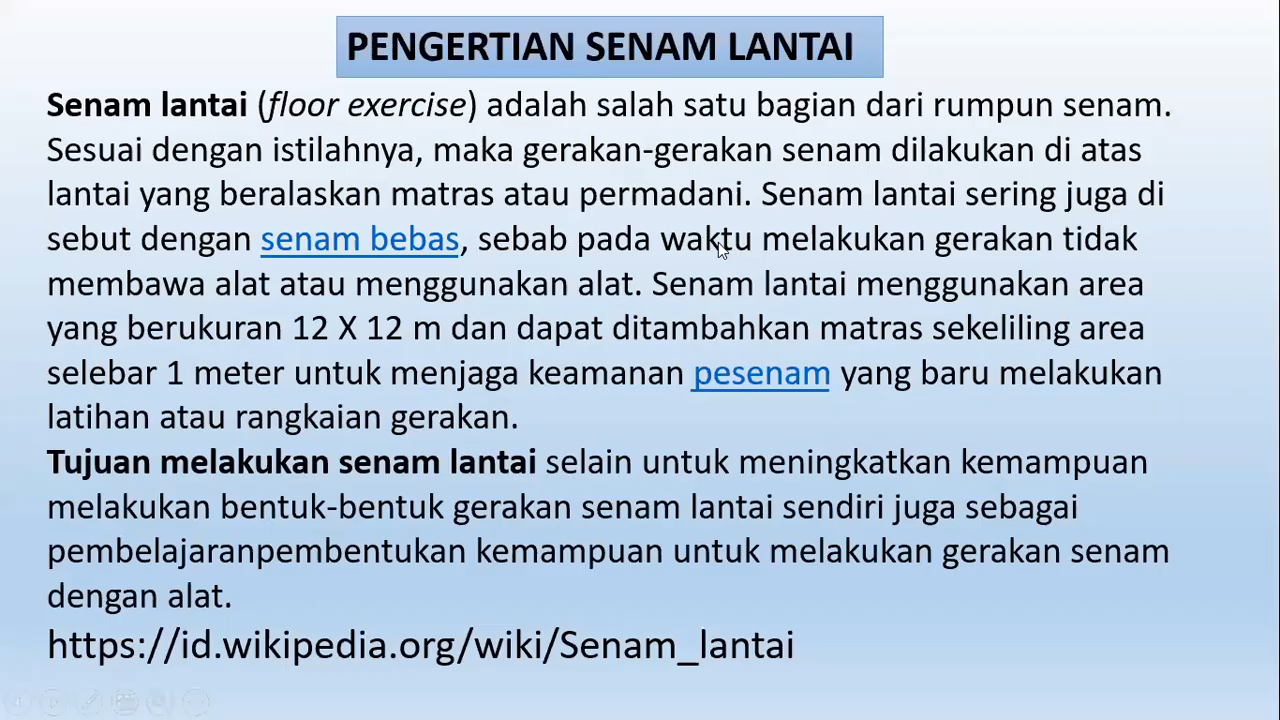 PENGERTIAN SENAM LANTAI
Senam lantai (floor exercise) adalah salah satu bagian dari rumpun senam.
Sesuai dengan istilahnya, maka gerakan-gerakan senam dilakukan di atas
lantai yang beralaskan matras atau permadani. Senam lantai sering juga di
sebut dengan senam bebas, sebab pada waktu melakukan gerakan tidak
membawa alat atau menggunakan alat. Senam lantai menggunakan area
yang berukuran 12 X 12 m dan dapat ditambahkan matras sekeliling area
selebar 1 meter untuk menjaga keamanan pesenam yang baru melakukan
latihan atau rangkaian gerakan.
Tujuan melakukan senam lantai selain untuk meningkatkan kemampuan
melakukan bentuk-bentuk gerakan senam lantai sendiri juga sebagai
pembelajaranpembentukan kemampuan untuk melakukan gerakan senam
dengan alat.
https://id.wikipedia.org/wiki/Senam_lantai